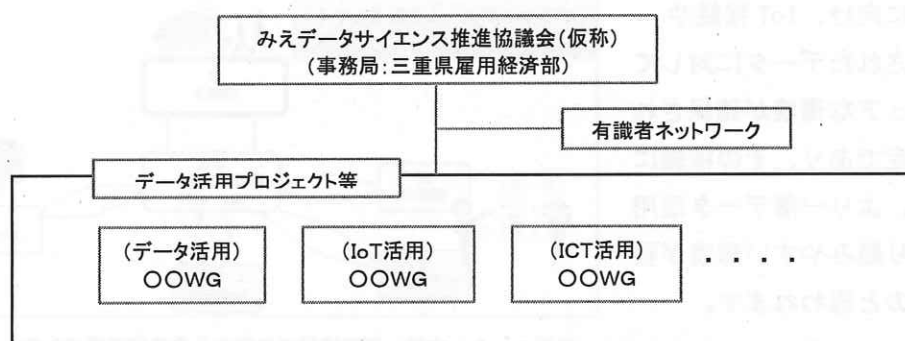 みえデータサイエンス推進協議会(仮称)
(事務局:三重県雇用経済部)
有識者ネットワーク
データ活用プロジェクト等
(データ活用)
〇〇WG
(IoT活用)
〇〇WG
(ICT活用)
〇〇WG
・・・・